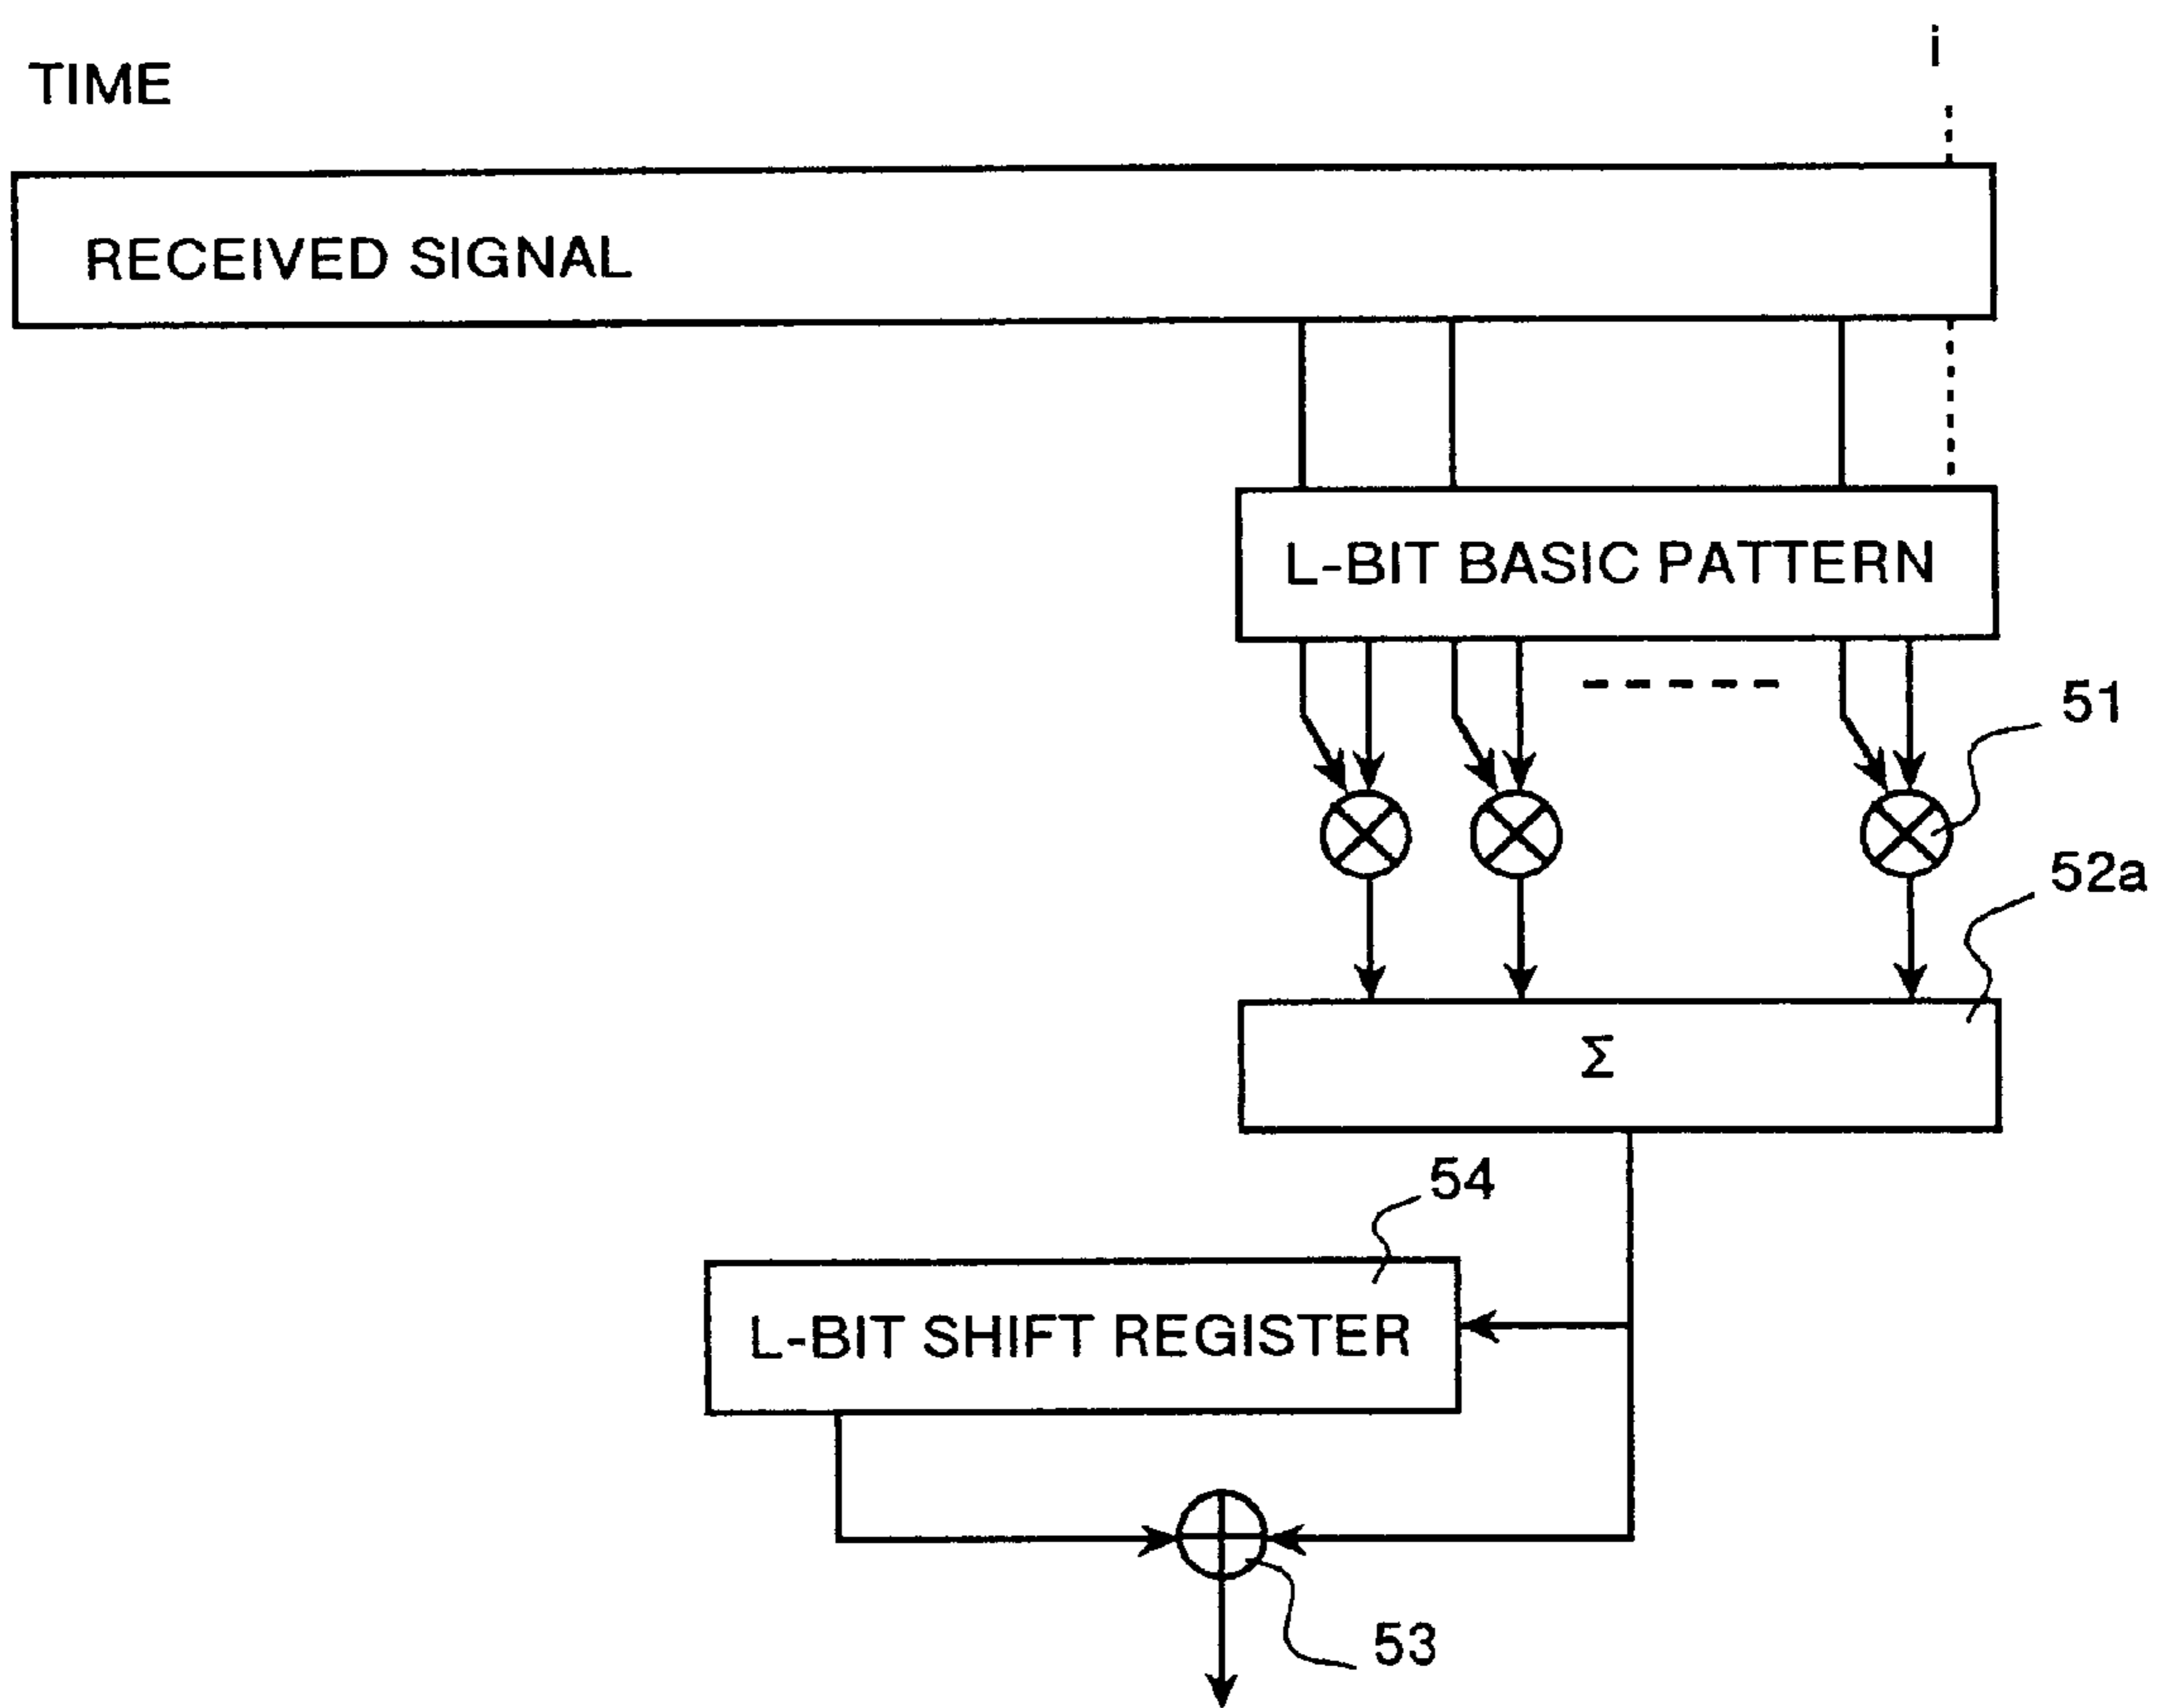 i
TIME
RECEIVED SIGNAL
L-BIT BASIC PATTERN
51
52a
Σ
54
L-BIT SHIFT REGISTER
53